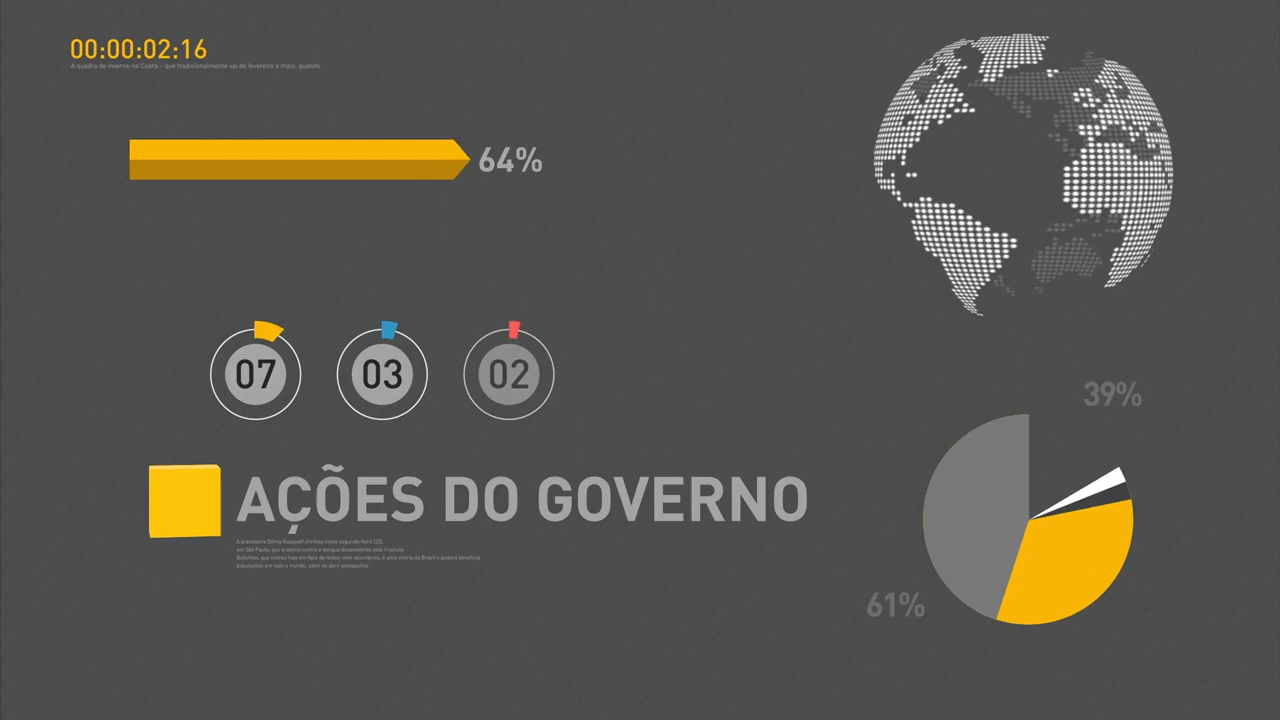 00:00:02:16
A quadra de inverno no Ceara - que tradicionalmente vai de fevereiro a maio, quando.
64%
07
03
02
39%
AÇÕES DO GOVERNO
A presidenta Dilma Rousseff afirmou nesta segunda-feira (22),
em São Paulo, que a vacina contra a dengue desenvolvida pelo Instituto
Butantan, que entrou hoje em fase de testes com voluntários, é uma vitória do Brasil e poderá beneficia
populações em todo o mundo, além de abrir perspectiva
61%